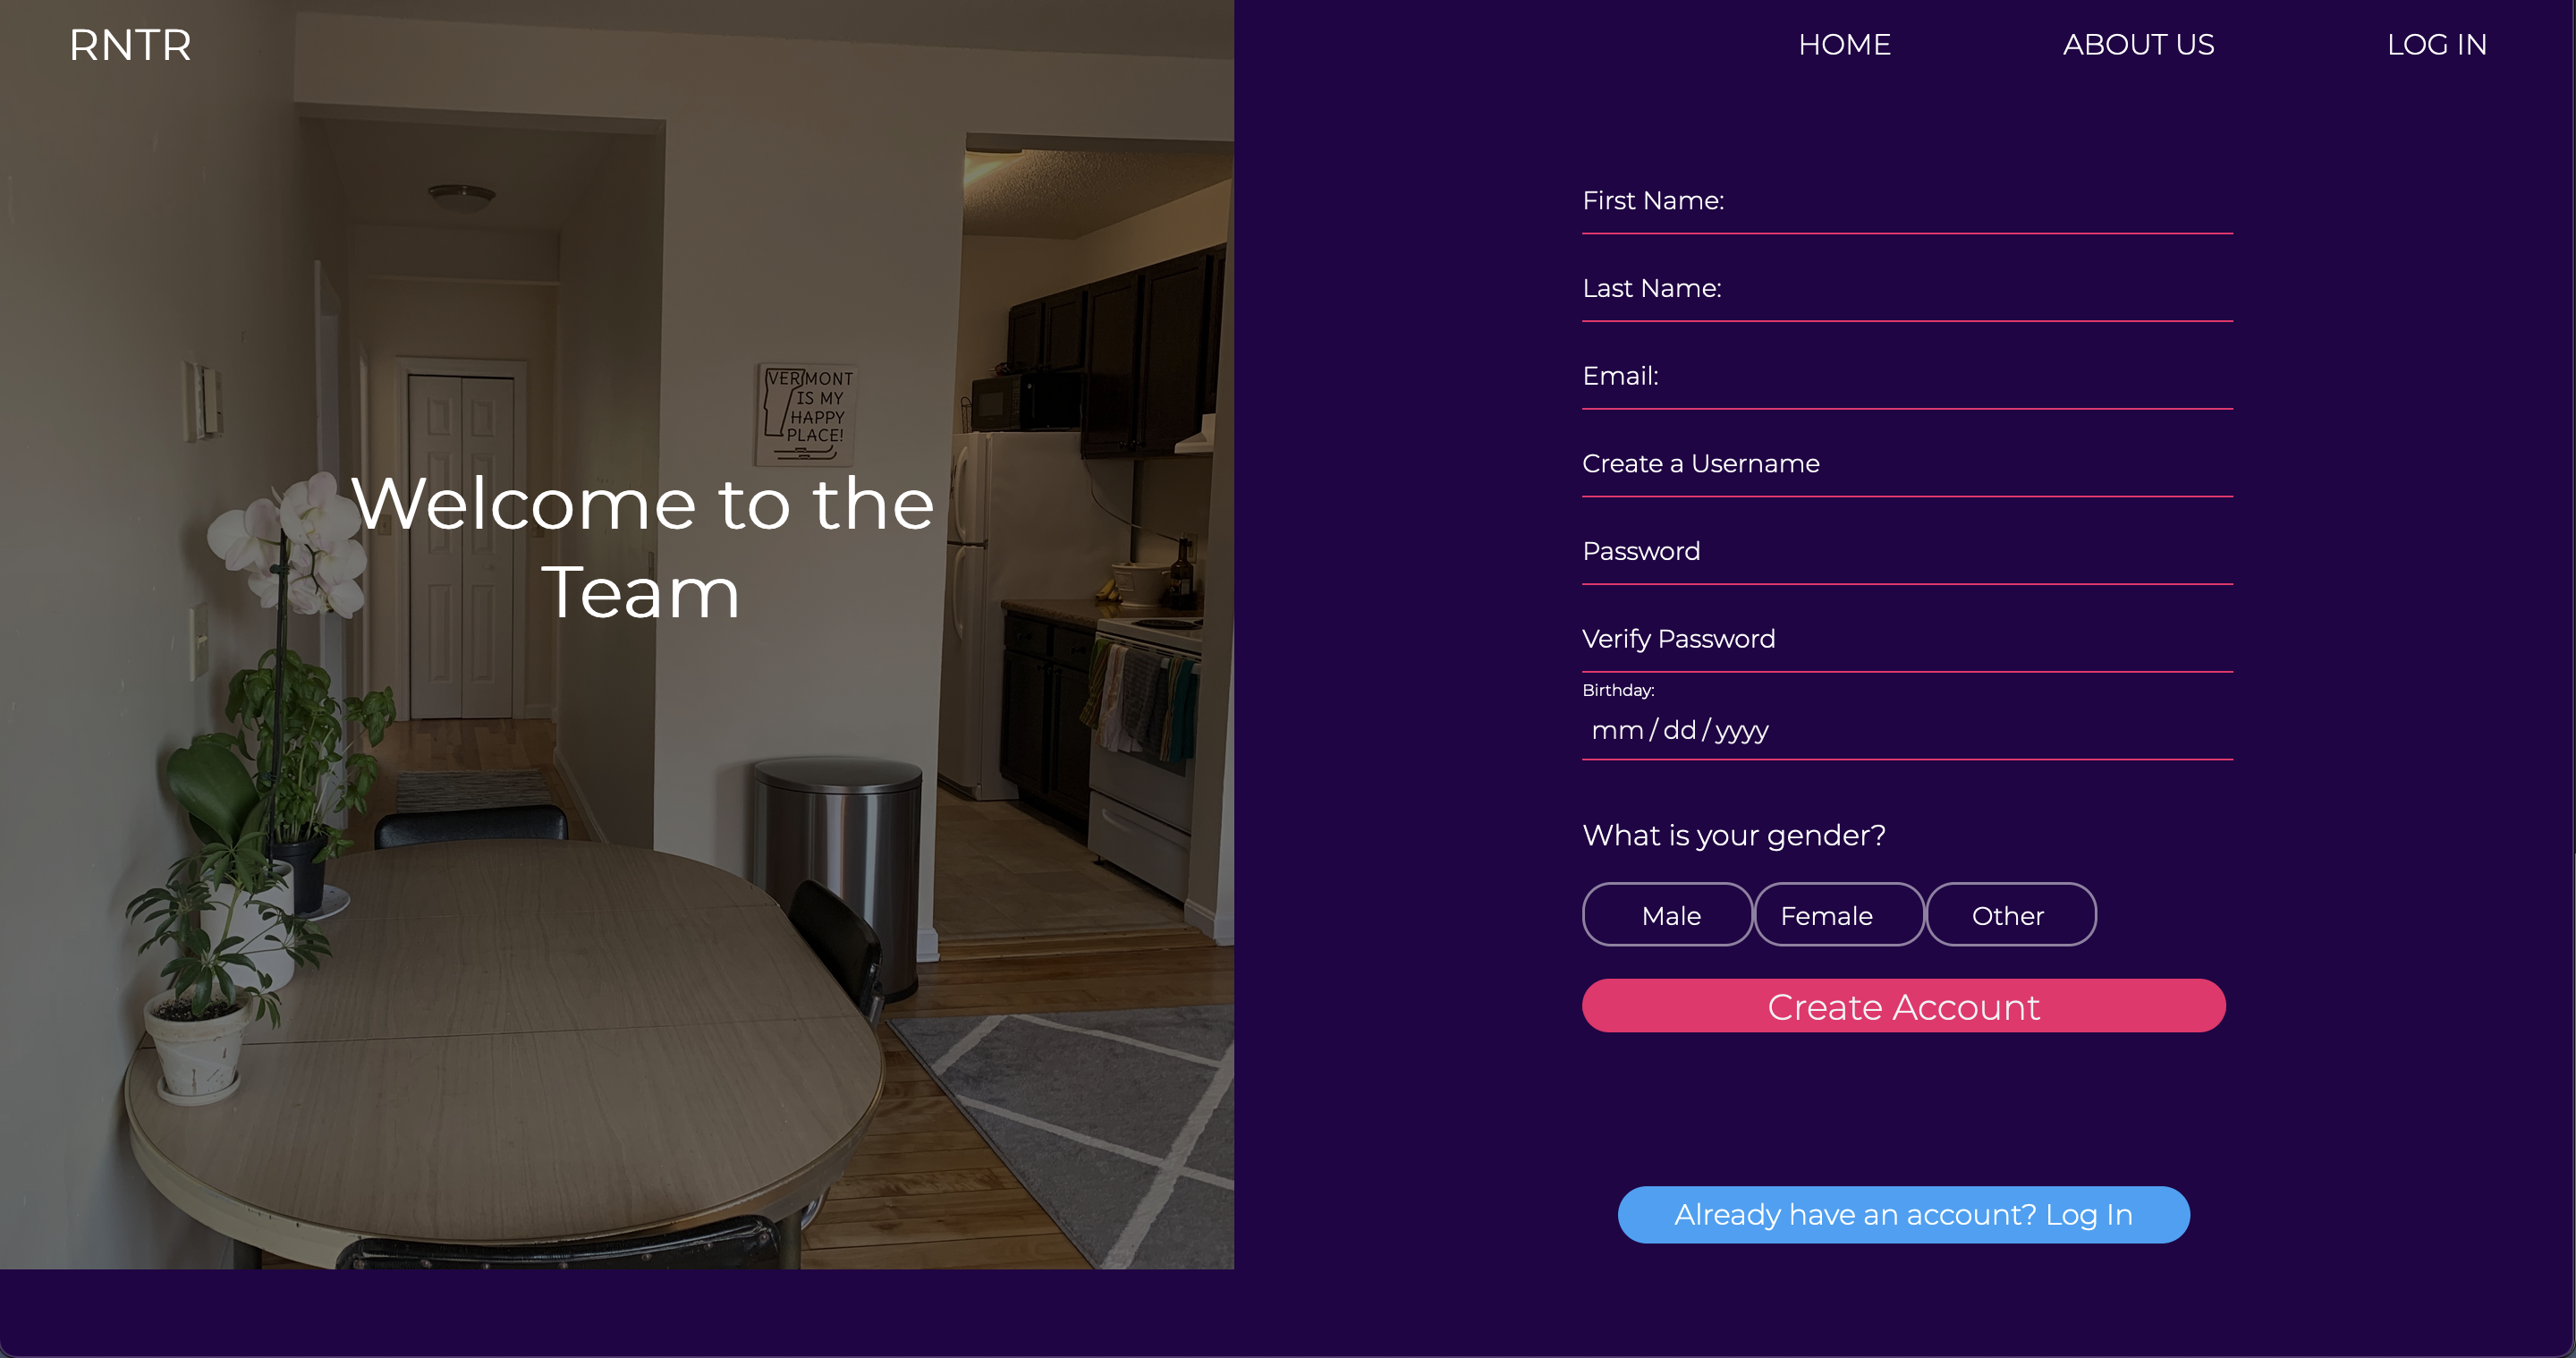 RNTR
HOME
ABOUT US
LOG IN
VERMONT
IS MY
HAPPY
PLACE!
Welcome to the
Team
First Name:
Last Name:
Email:
Create a Username
Password
Verify Password
Birthday:
mm / dd / yyyy
What is your gender?
Male
Female
Other
Create Account
Already have an account? Log In